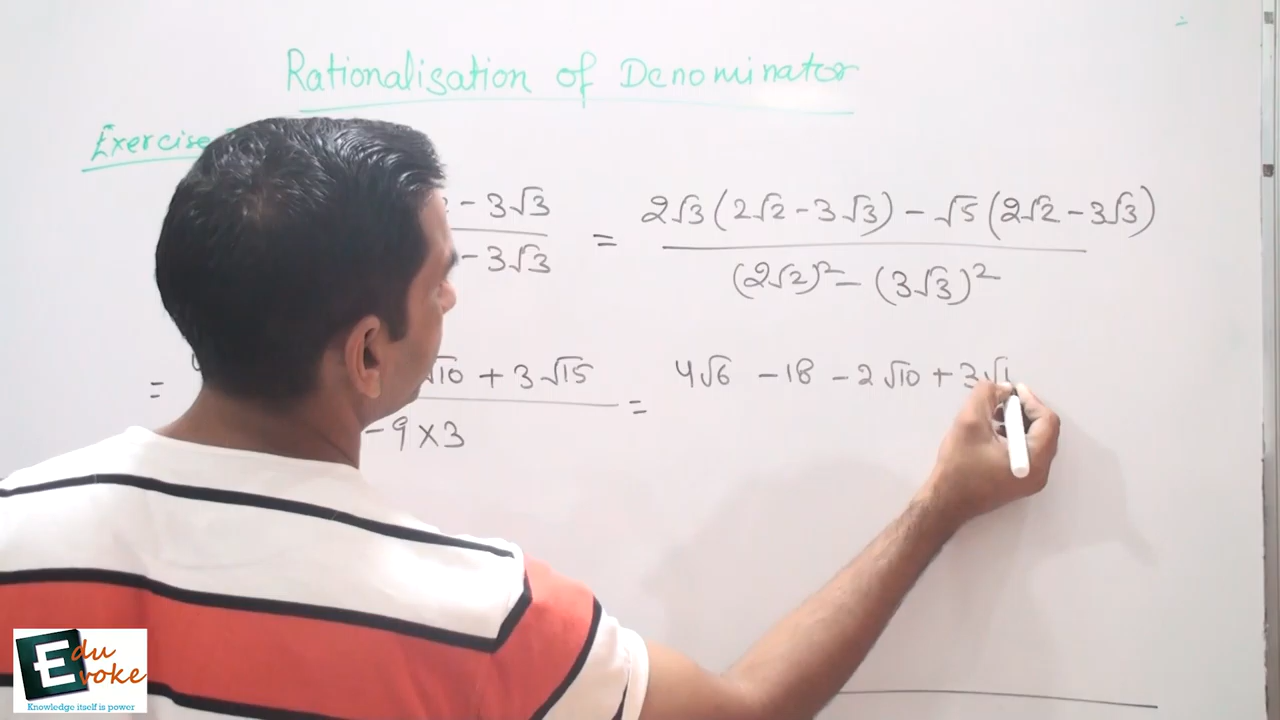 Rationalisation of Denominator
Exercise
- 3√3 / - 3√3 = 2√3(2√2 - 3√3) - √5(2√2 - 3√3) / (2√2)² - (3√3)²
= √10 + 3√15 / - 9 × 3 = 4√6 - 18 - 2√10 + 3√1
Edu Evoke
Knowledge itself is power